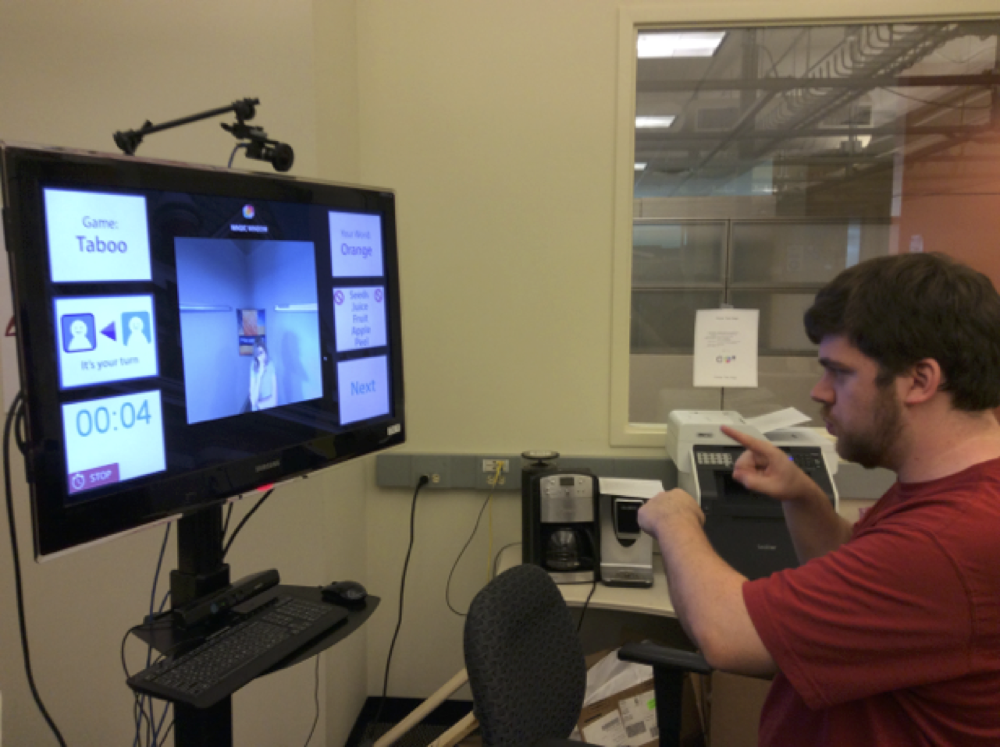 Game:
Taboo
It's your turn
00:04
STOP
MAGIC WINDOW
Your Word:
Orange
Seeds
Juice
Fruit
Apple
Peel
Next
SAMSUNG
brother